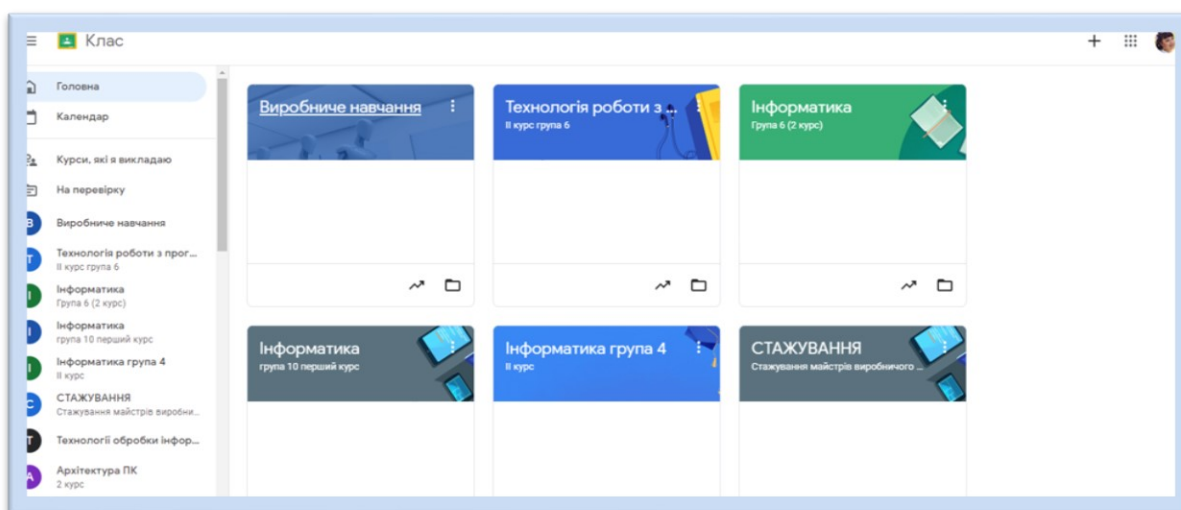 Клас
Головна
Календар
Курси, які я викладаю
На перевірку
В
Виробниче навчання
Т
Технологія роботи з прог...
ІІ курс група 6
І
Інформатика
Група 6 (2 курс)
І
Інформатика
група 10 перший курс
І
Інформатика група 4
ІІ курс
С
СТАЖУВАННЯ
Стажування майстрів виробни...
Т
Технології обробки інфор...
А
Архітектура ПК
2 курс
Виробниче навчання
Технологія роботи з ...
ІІ курс група 6
Інформатика
Група 6 (2 курс)
Інформатика
група 10 перший курс
Інформатика група 4
ІІ курс
СТАЖУВАННЯ
Стажування майстрів виробничого ...